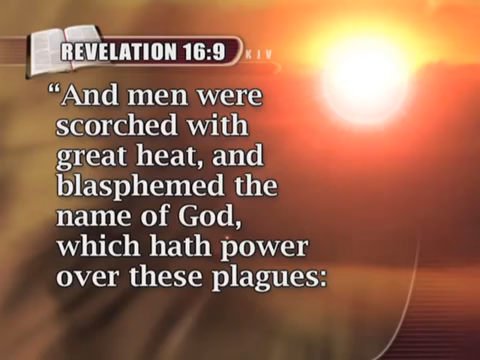 REVELATION 16:9
KJV
“And men were
scorched with
great heat, and
blasphemed the
name of God,
which hath power
over these plagues: